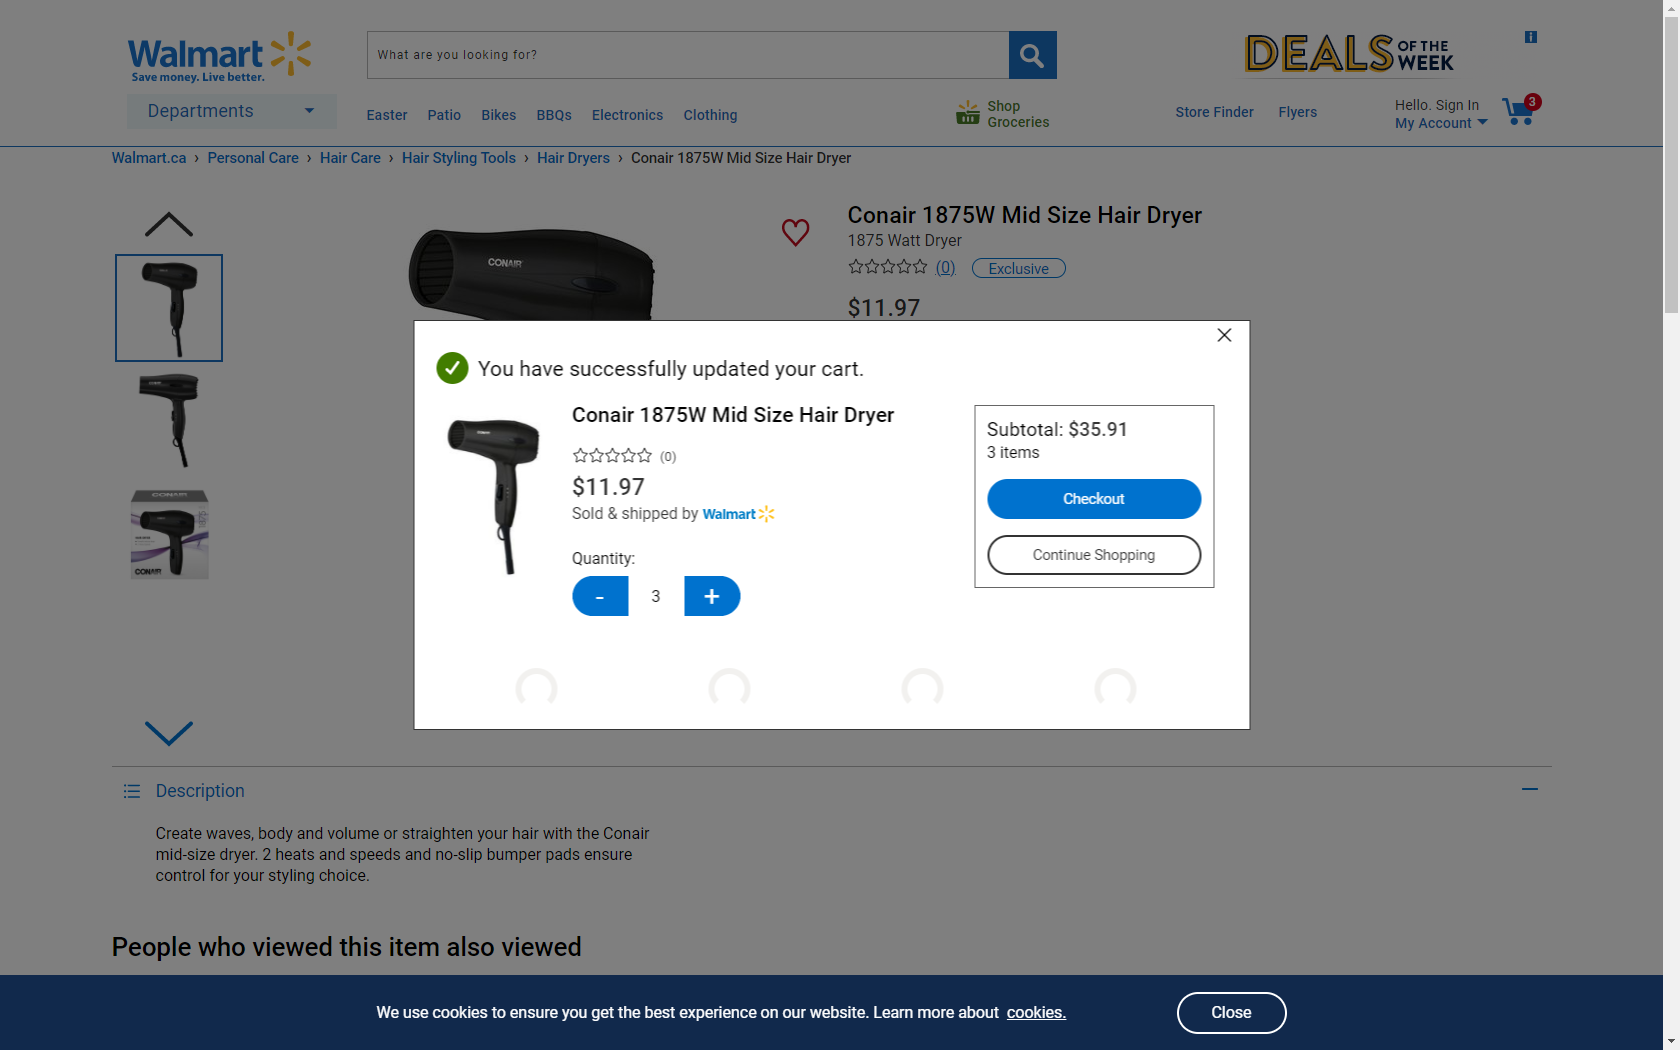 Walmart
Save money. Live better.
What are you looking for?
DEALS OF THE WEEK
Departments
Easter
Patio
Bikes
BBQs
Electronics
Clothing
Shop
Groceries
Store Finder
Flyers
Hello. Sign In
My Account
3
Walmart.ca › Personal Care › Hair Care › Hair Styling Tools › Hair Dryers › Conair 1875W Mid Size Hair Dryer
CONAIR
Conair 1875W Mid Size Hair Dryer
1875 Watt Dryer
(0)
Exclusive
$11.97
You have successfully updated your cart.
Conair 1875W Mid Size Hair Dryer
(0)
$11.97
Sold & shipped by Walmart
Quantity:
- 3 +
Subtotal: $35.91
3 items
Checkout
Continue Shopping
CONAIR
CONAIR
Description
Create waves, body and volume or straighten your hair with the Conair
mid-size dryer. 2 heats and speeds and no-slip bumper pads ensure
control for your styling choice.
People who viewed this item also viewed
We use cookies to ensure you get the best experience on our website. Learn more about cookies.
Close